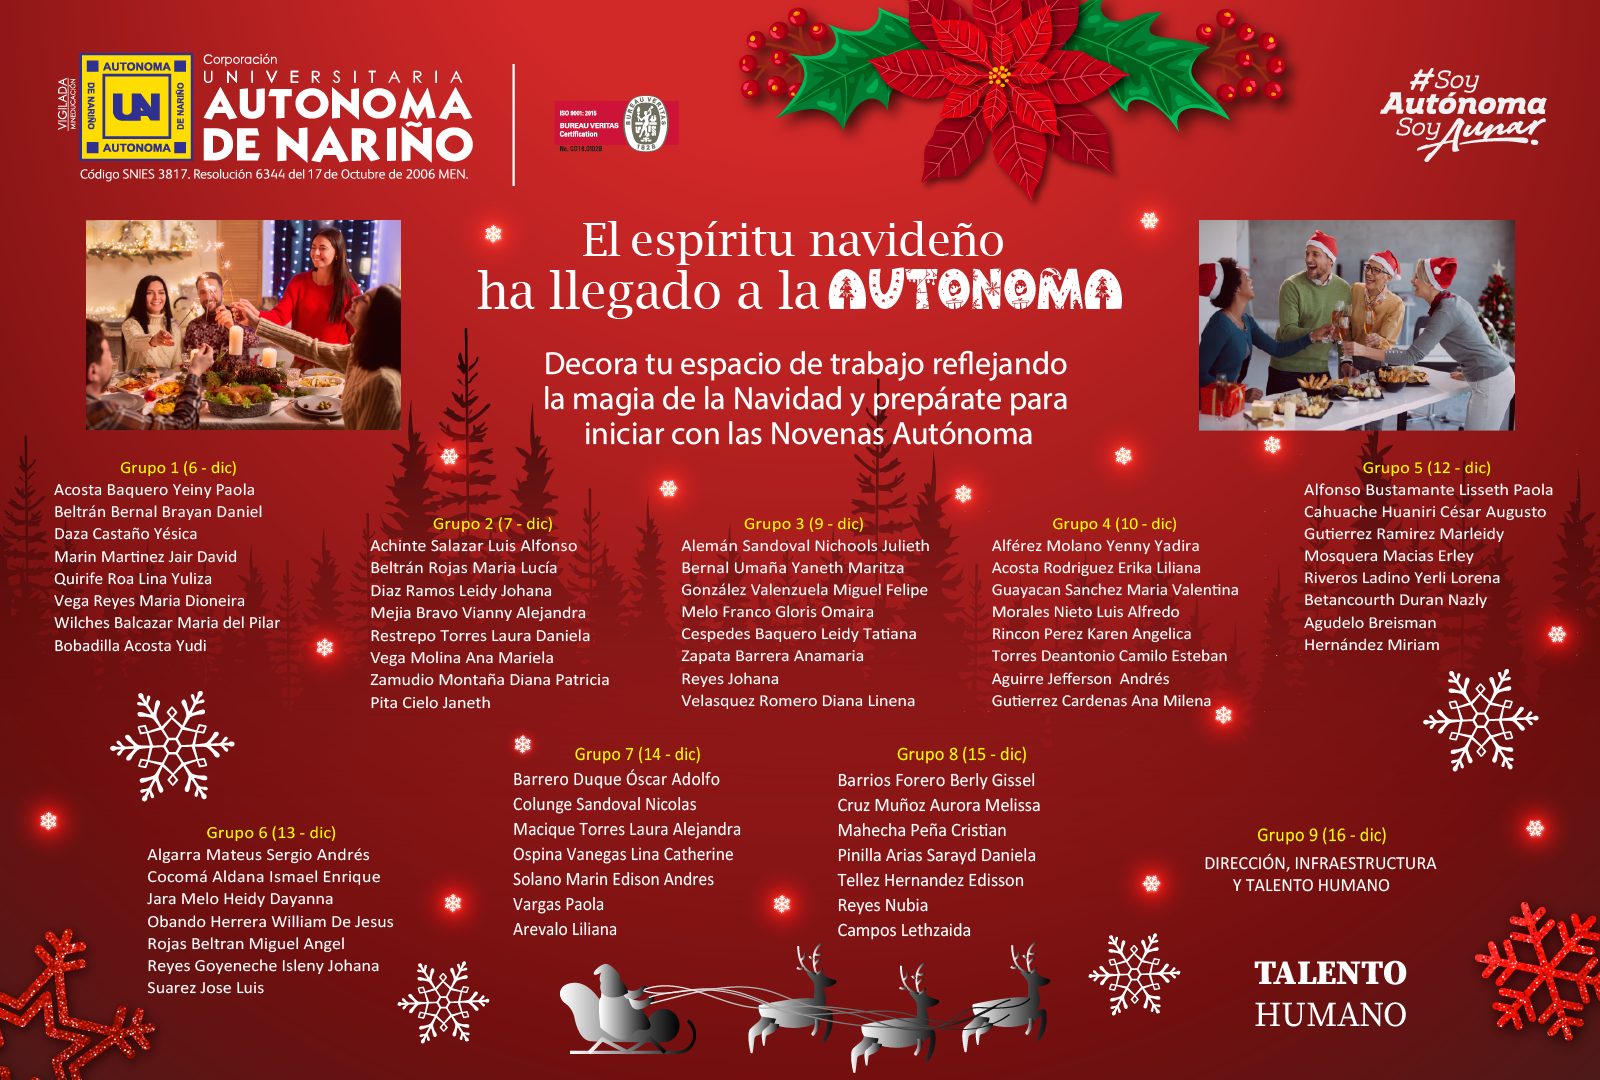 VIGILADA
MINEDUCACIÓN
AUTONOMA
DE NARIÑO
UN
DE NARIÑO
AUTONOMA
Corporación
UNIVERSITARIA
AUTONOMA
DE NARIÑO
Código SNIES 3817. Resolución 6344 del 17 de Octubre de 2006 MEN.
ISO 9001: 2015
BUREAU VERITAS
Certification
BUREAU VERITAS
1828
#Soy
Autónoma
Soy Aunar
El espíritu navideño
ha llegado a la AUTONOMA
Decora tu espacio de trabajo reflejando
la magia de la Navidad y prepárate para
iniciar con las Novenas Autónoma
Grupo 1 (6 - dic)
Acosta Baquero Yeiny Paola
Beltrán Bernal Brayan Daniel
Daza Castaño Yésica
Marin Martinez Jair David
Quirife Roa Lina Yuliza
Vega Reyes Maria Dioneira
Wilches Balcazar Maria del Pilar
Bobadilla Acosta Yudi
Grupo 2 (7 - dic)
Achinte Salazar Luis Alfonso
Beltrán Rojas Maria Lucía
Diaz Ramos Leidy Johana
Mejia Bravo Vianny Alejandra
Restrepo Torres Laura Daniela
Vega Molina Ana Mariela
Zamudio Montaña Diana Patricia
Pita Cielo Janeth
Grupo 3 (9 - dic)
Alemán Sandoval Nichools Julieth
Bernal Umaña Yaneth Maritza
González Valenzuela Miguel Felipe
Melo Franco Gloris Omaira
Cespedes Baquero Leidy Tatiana
Zapata Barrera Anamaria
Reyes Johana
Velasquez Romero Diana Linena
Grupo 4 (10 - dic)
Alférez Molano Yenny Yadira
Acosta Rodriguez Erika Liliana
Guayacan Sanchez Maria Valentina
Morales Nieto Luis Alfredo
Rincon Perez Karen Angelica
Torres Deantonio Camilo Esteban
Aguirre Jefferson Andrés
Gutierrez Cardenas Ana Milena
Grupo 5 (12 - dic)
Alfonso Bustamante Lisseth Paola
Cahuache Huaniri César Augusto
Gutierrez Ramirez Marleidy
Mosquera Macias Erley
Riveros Ladino Yerli Lorena
Betancourth Duran Nazly
Agudelo Breisman
Hernández Miriam
Grupo 6 (13 - dic)
Algarra Mateus Sergio Andrés
Cocomá Aldana Ismael Enrique
Jara Melo Heidy Dayanna
Obando Herrera William De Jesus
Rojas Beltran Miguel Angel
Reyes Goyeneche Isleny Johana
Suarez Jose Luis
Grupo 7 (14 - dic)
Barrero Duque Óscar Adolfo
Colunge Sandoval Nicolas
Macique Torres Laura Alejandra
Ospina Vanegas Lina Catherine
Solano Marin Edison Andres
Vargas Paola
Arevalo Liliana
Grupo 8 (15 - dic)
Barrios Forero Berly Gissel
Cruz Muñoz Aurora Melissa
Mahecha Peña Cristian
Pinilla Arias Sarayd Daniela
Tellez Hernandez Edisson
Reyes Nubia
Campos Lethzaida
Grupo 9 (16 - dic)
DIRECCIÓN, INFRAESTRUCTURA
Y TALENTO HUMANO
TALENTO
HUMANO